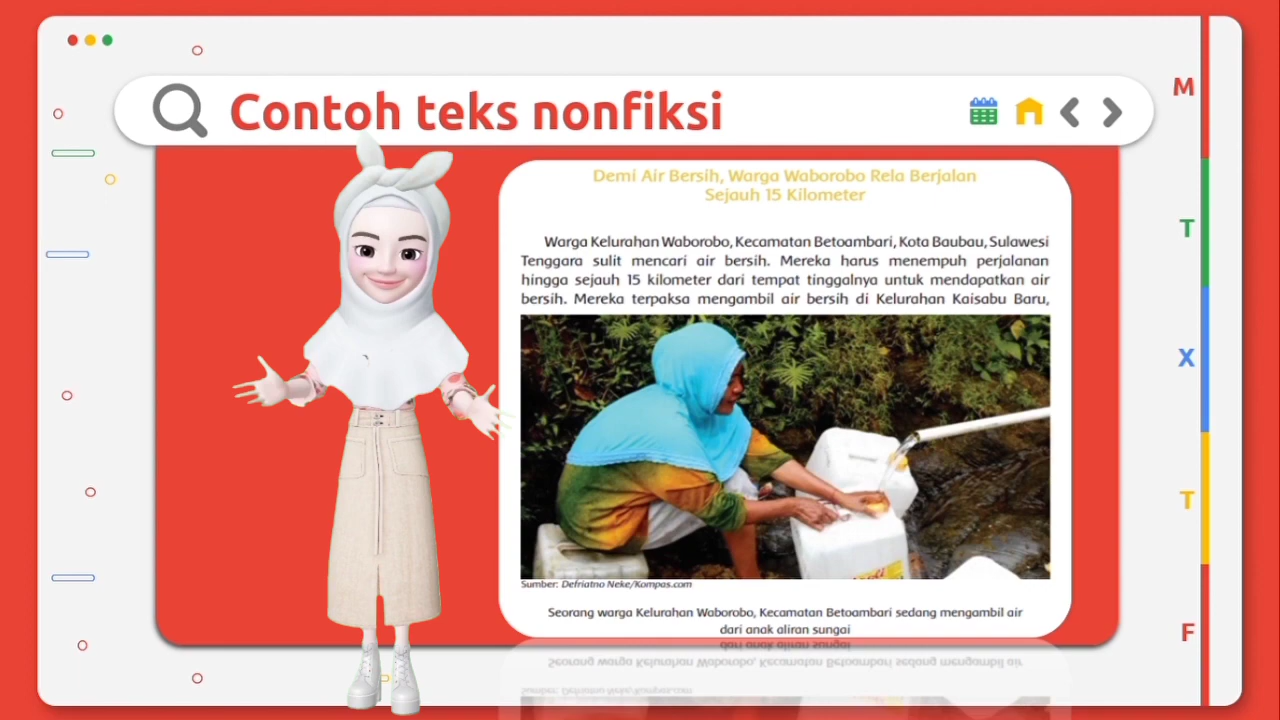 Contoh teks nonfiksi
M
T
X
T
F
Demi Air Bersih, Warga Waborobo Rela Berjalan
Sejauh 15 Kilometer
Warga Kelurahan Waborobo, Kecamatan Betoambari, Kota Baubau, Sulawesi
Tenggara sulit mencari air bersih. Mereka harus menempuh perjalanan
hingga sejauh 15 kilometer dari tempat tinggalnya untuk mendapatkan air
bersih. Mereka terpaksa mengambil air bersih di Kelurahan Kaisabu Baru,
Sumber: Defriatno Neke/Kompas.com
Seorang warga Kelurahan Waborobo, Kecamatan Betoambari sedang mengambil air
dari anak aliran sungai